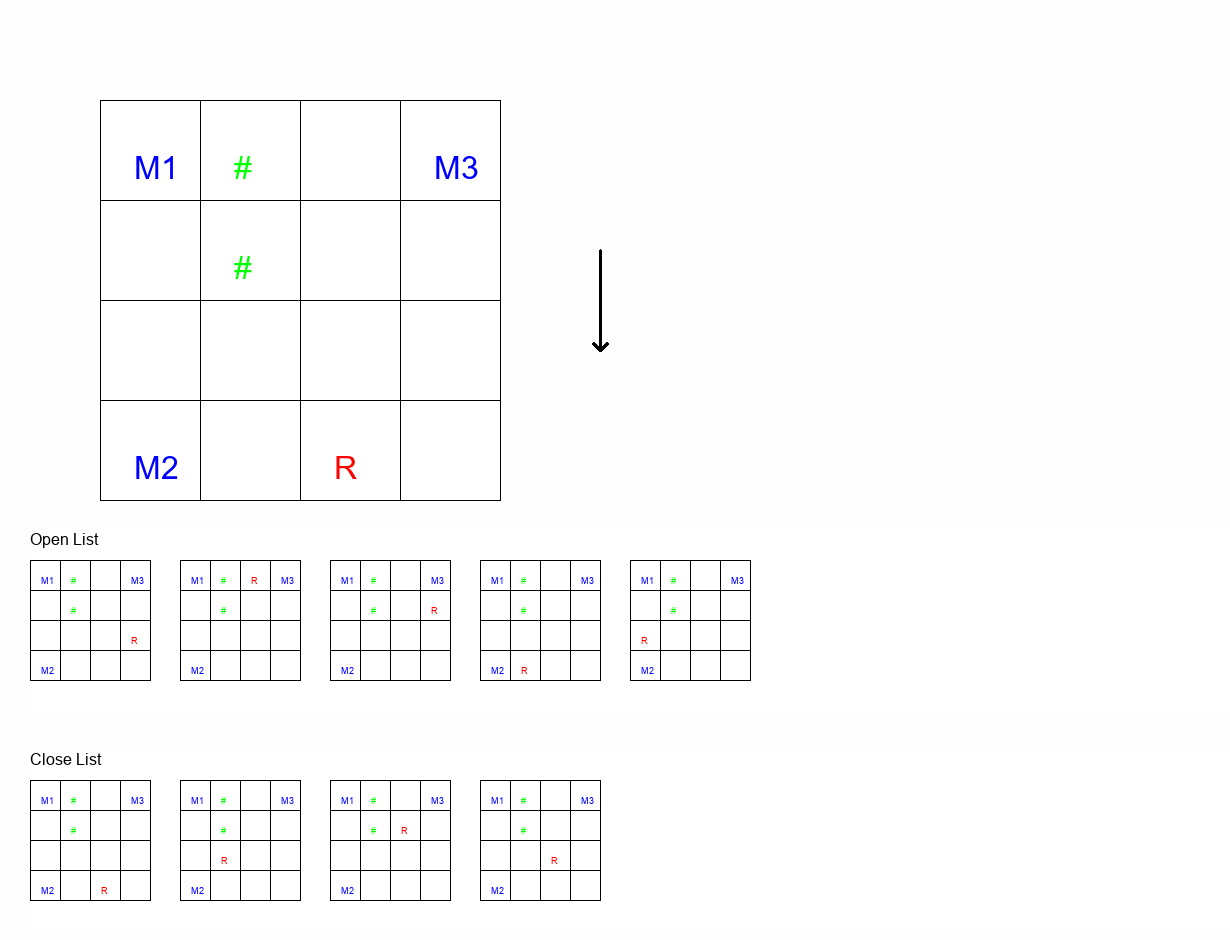 M1 # M3
#
M2 R
Open List
M1 # M3 M1 # R M3 M1 # M3 M1 # M3 M1 # M3
# # # R # #
R R
M2 M2 M2 M2 R M2
Close List
M1 # M3 M1 # M3 M1 # M3 M1 # M3
# # # R #
R R
M2 R M2 M2 M2